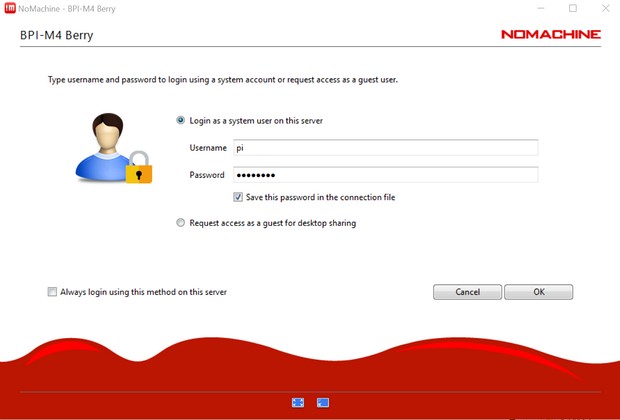 !M NoMachine - BPI-M4 Berry
BPI-M4 Berry
NOMACHINE
Type username and password to login using a system account or request access as a guest user.
Login as a system user on this server
Username pi
Password ●●●●●●●●
Save this password in the connection file
Request access as a guest for desktop sharing
Always login using this method on this server
Cancel OK